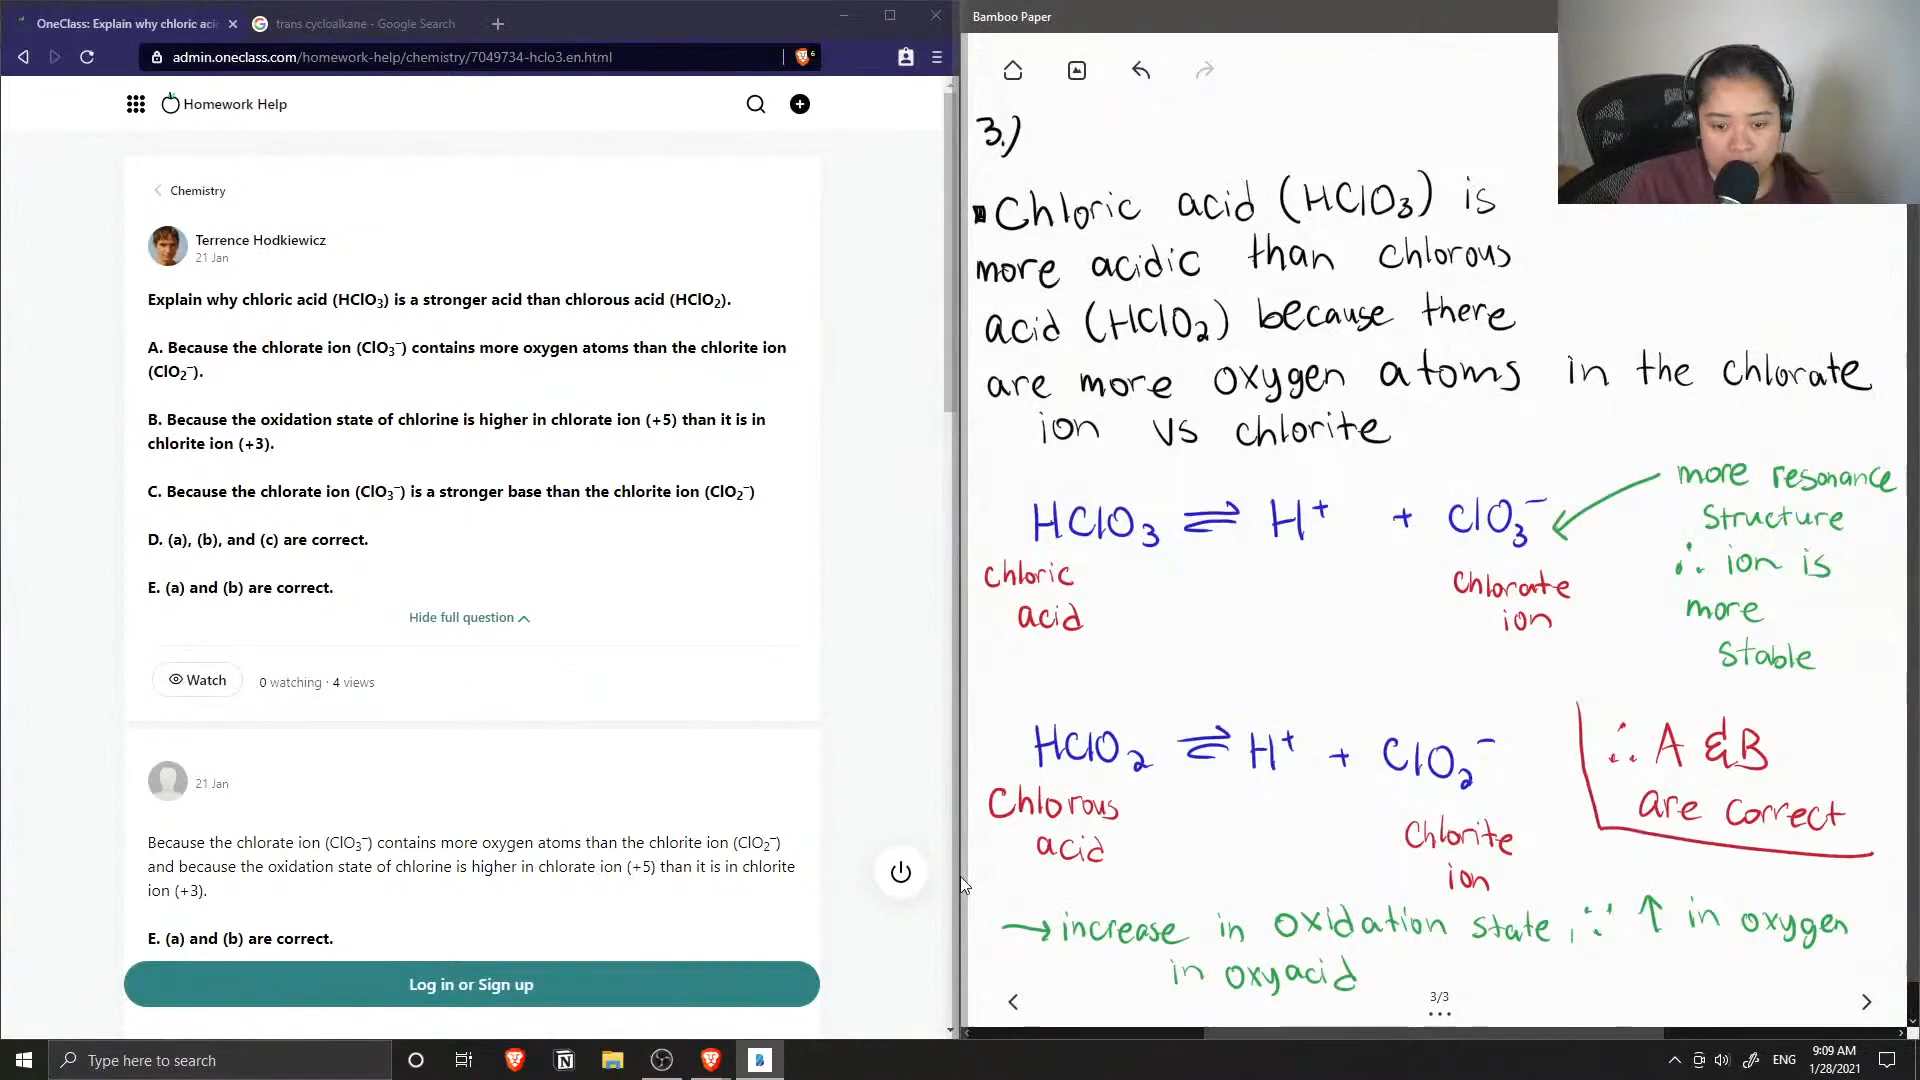 OneClass: Explain why chloric aci
trans cycloalkane - Google Search
admin.oneclass.com/homework-help/chemistry/7049734-hclo3.en.html
6
Homework Help
Chemistry
Terrence Hodkiewicz
21 Jan
Explain why chloric acid (HClO₃) is a stronger acid than chlorous acid (HClO₂).
A. Because the chlorate ion (ClO₃⁻) contains more oxygen atoms than the chlorite ion
(ClO₂⁻).
B. Because the oxidation state of chlorine is higher in chlorate ion (+5) than it is in
chlorite ion (+3).
C. Because the chlorate ion (ClO₃⁻) is a stronger base than the chlorite ion (ClO₂⁻)
D. (a), (b), and (c) are correct.
E. (a) and (b) are correct.
Hide full question
Watch
0 watching · 4 views
21 Jan
Because the chlorate ion (ClO₃⁻) contains more oxygen atoms than the chlorite ion (ClO₂⁻)
and because the oxidation state of chlorine is higher in chlorate ion (+5) than it is in chlorite
ion (+3).
E. (a) and (b) are correct.
Log in or Sign up
Bamboo Paper
3.)
Chloric acid (HClO₃) is
more acidic than chlorous
acid (HClO₂) because there
are more oxygen atoms in the chlorate
ion vs chlorite
HClO₃ ⇌ H⁺ + ClO₃⁻
Chloric
acid
Chlorate
ion
more resonance
structure
∴ ion is
more
stable
HClO₂ ⇌ H⁺ + ClO₂⁻
Chlorous
acid
Chlorite
ion
∴ A & B
are correct
→ increase in oxidation state, ∵ ↑ in oxygen
in oxyacid
3/3
Type here to search
ENG
9:09 AM
1/28/2021